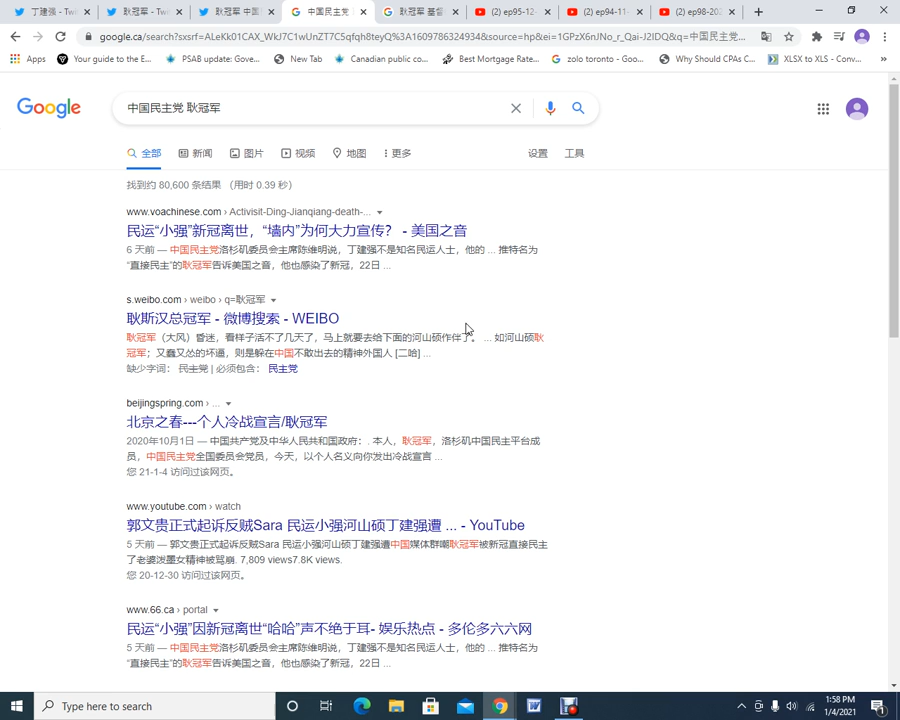 丁建强 - Twi
耿冠军 - Twi
耿冠军 中国
中国民主党
耿冠军 基督
ep95-12-
ep94-11-
ep98-202
google.ca/search?sxsrf=ALeKk01CAX_WkJ7C1wUnZT7C5qfqh8teyQ%3A1609786324934&source=hp&ei=1GPzX6nJNo_r_Qai-J2IDQ&q=中国民主党...
Apps
Your guide to the E...
PSAB update: Gove...
New Tab
Canadian public co...
Best Mortgage Rate...
zolo toronto - Goo...
Why Should CPAs C...
XLSX to XLS - Conv...
Google
中国民主党 耿冠军
全部 新闻 图片 视频 地图 更多 设置 工具
找到约 80,600 条结果 （用时 0.39 秒）
www.voachinese.com › Activisit-Ding-Jianqiang-death-...
民运“小强”新冠离世，“墙内”为何大力宣传？ - 美国之音
6 天前 — 中国民主党洛杉矶委员会主席陈维明说，丁建强不是知名民运人士，他的 ... 推特名为
“直接民主”的耿冠军告诉美国之音，他也感染了新冠，22日 ...
s.weibo.com › weibo › q=耿冠军
耿斯汉总冠军 - 微博搜索 - WEIBO
耿冠军（大风）昏迷，看样子活不了几天了，马上就要去给下面的河山硕作伴了。 ... 如河山硕耿
冠军；又蠢又怂的坏逼，则是躲在中国不敢出去的精神外国人 [二哈] ...
缺少字词： 民主党 | 必须包含： 民主党
beijingspring.com › ...
北京之春---个人冷战宣言/耿冠军
2020年10月1日 — 中国共产党及中华人民共和国政府：. 本人，耿冠军，洛杉矶中国民主平台成
员，中国民主党全国委员会党员，今天，以个人名义向你发出冷战宣言 ...
您 21-1-4 访问过该网页。
www.youtube.com › watch
郭文贵正式起诉反贼Sara 民运小强河山硕丁建强遭 ... - YouTube
5 天前 — 郭文贵正式起诉反贼Sara 民运小强河山硕丁建强遭中国媒体群嘲耿冠军被新冠直接民主
了老婆泼墨女精神被骂崩. 7,809 views7.8K views.
您 20-12-30 访问过该网页。
www.66.ca › portal
民运“小强”因新冠离世“哈哈”声不绝于耳- 娱乐热点 - 多伦多六六网
5 天前 — 中国民主党洛杉矶委员会主席陈维明说，丁建强不是知名民运人士，他的 ... 推特名为
“直接民主”的耿冠军告诉美国之音，他也感染了新冠，22日 ...
Type here to search
1:58 PM
1/4/2021